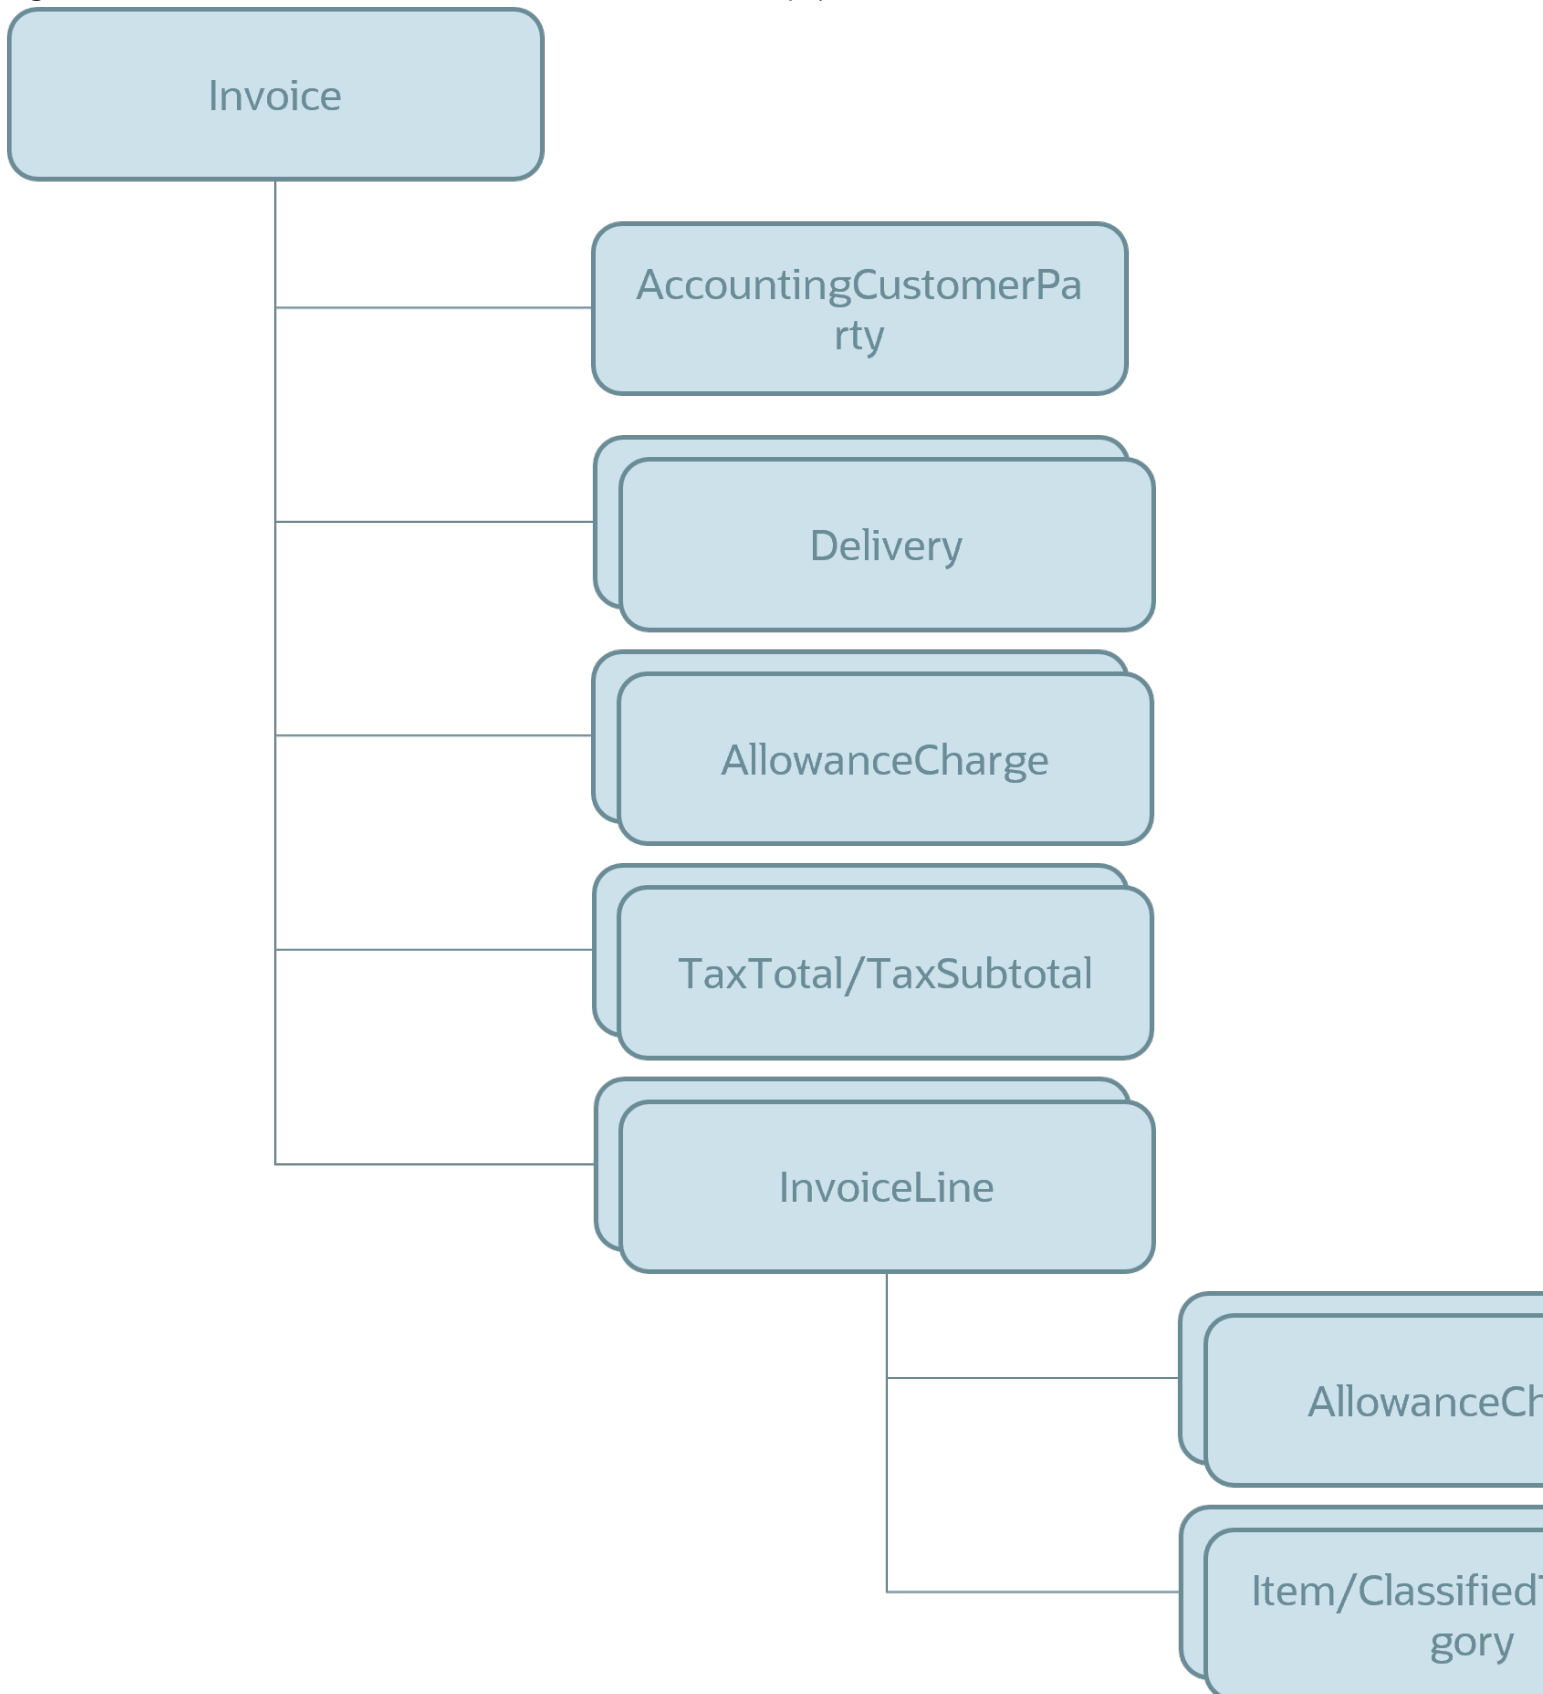 Invoice
AccountingCustomerPa
rty
Delivery
AllowanceCharge
TaxTotal/TaxSubtotal
InvoiceLine
AllowanceCh
Item/Classified
gory